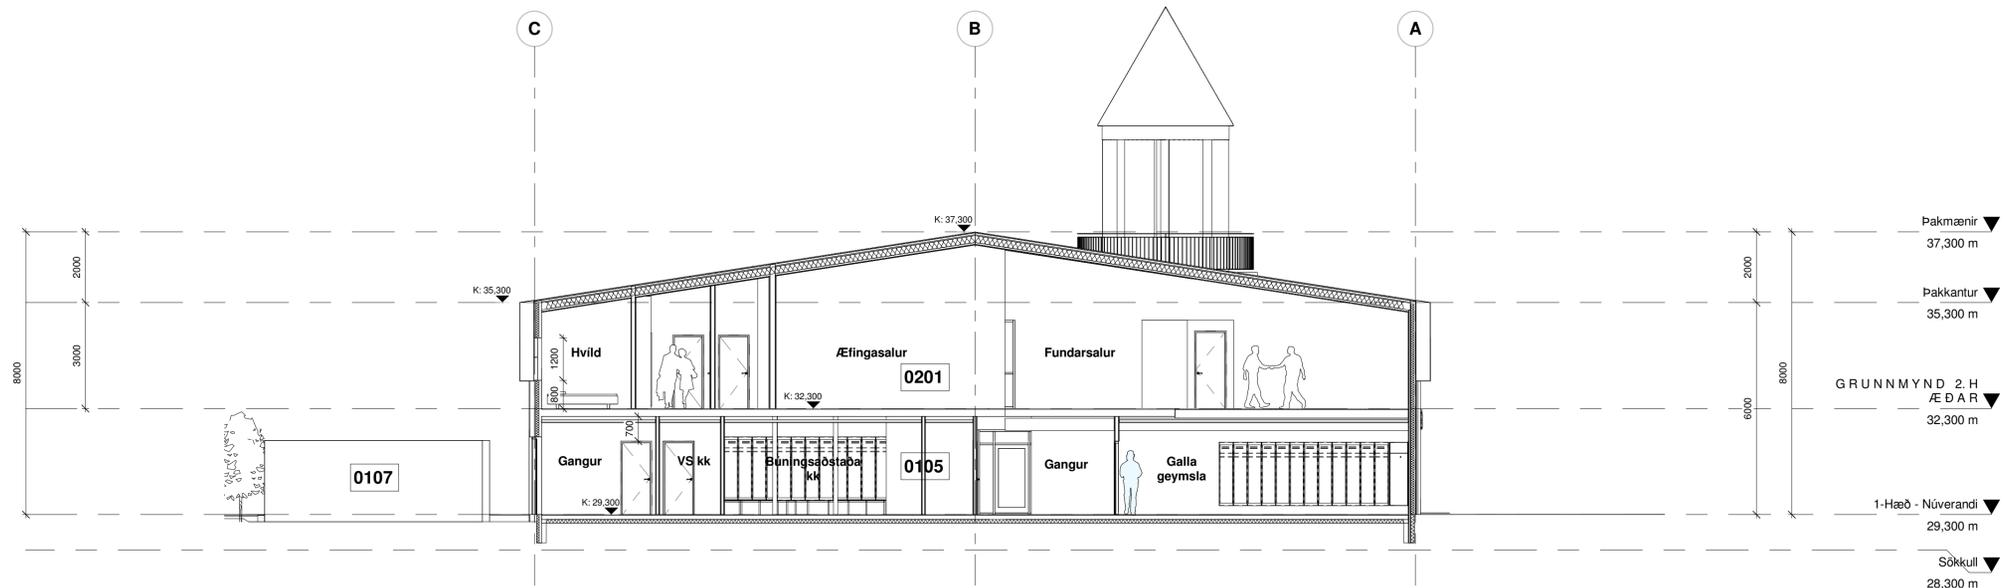 C
B
A
K: 37,300
Þakmænir
37,300 m
K: 35,300
Þakkantur
35,300 m
2000
3000
8000
2000
6000
8000
Hvíld
1200
800
Æfingasalur
0201
Fundarsalur
K: 32,300
GRUNNMYND 2.H
ÆÐAR
32,300 m
700
Gangur
VS kk
Búningsaðstaða
kk
0105
Gangur
Galla
geymsla
0107
K: 29,300
1-Hæð - Núverandi
29,300 m
Sökkull
28,300 m